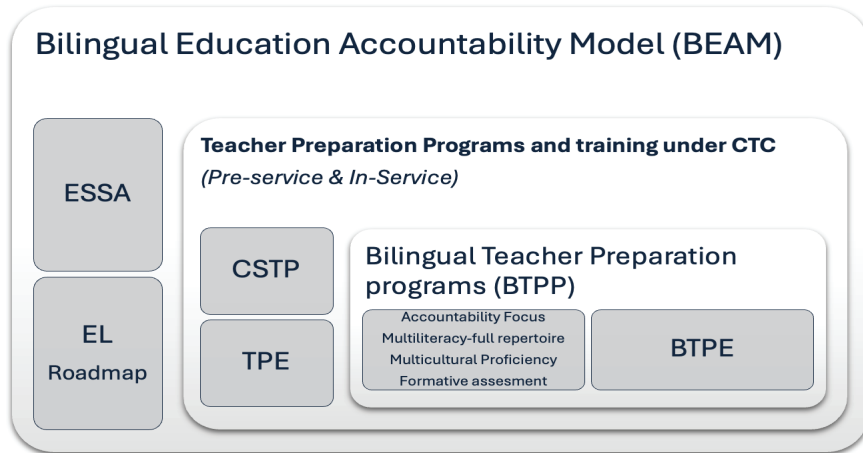 Bilingual Education Accountability Model (BEAM)
ESSA
EL
Roadmap
Teacher Preparation Programs and training under CTC
(Pre-service & In-Service)
CSTP
TPE
Bilingual Teacher Preparation
programs (BTPP)
Accountability Focus
Multiliteracy-full repertoire
Multicultural Proficiency
Formative assesment
BTPE